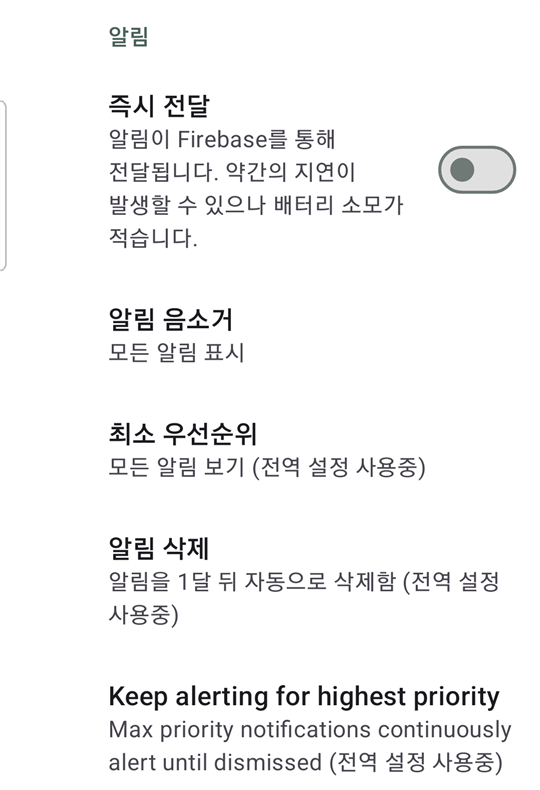 알림
즉시 전달
알림이 Firebase를 통해
전달됩니다. 약간의 지연이
발생할 수 있으나 배터리 소모가
적습니다.
알림 음소거
모든 알림 표시
최소 우선순위
모든 알림 보기 (전역 설정 사용중)
알림 삭제
알림을 1달 뒤 자동으로 삭제함 (전역 설정
사용중)
Keep alerting for highest priority
Max priority notifications continuously
alert until dismissed (전역 설정 사용중)